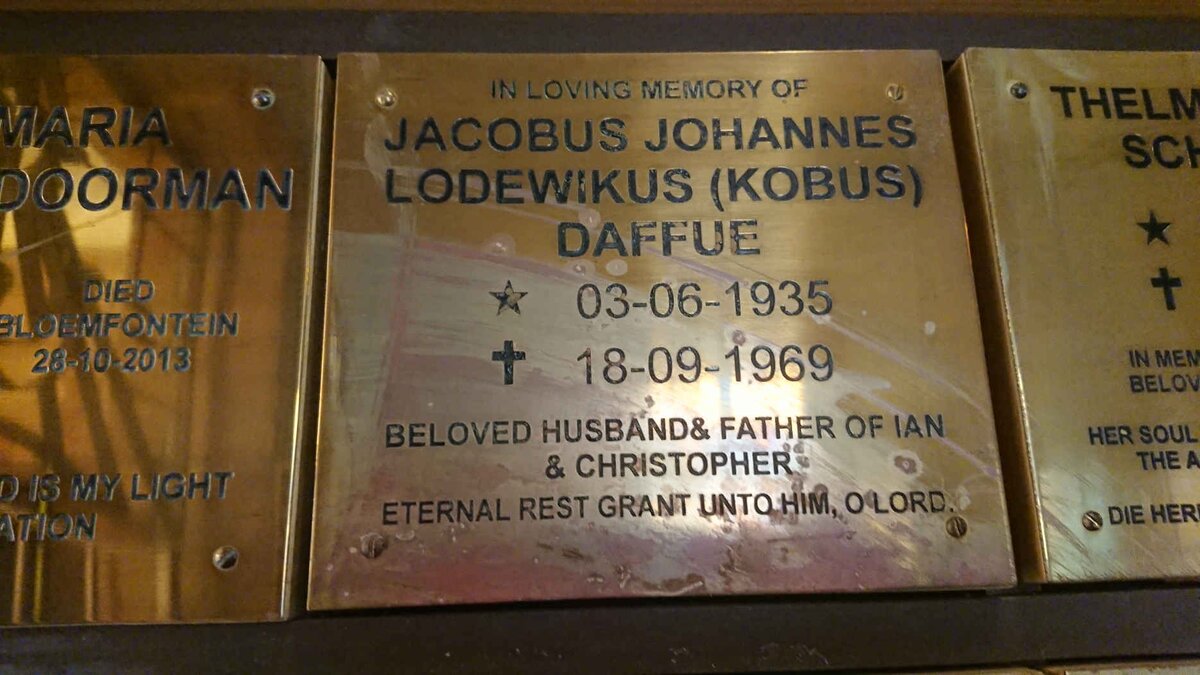 MARIA
DOORMAN
DIED
BLOEMFONTEIN
28-10-2013
IS MY LIGHT
IN LOVING MEMORY OF
JACOBUS JOHANNES
LODEWIKUS (KOBUS)
DAFFUE
03-06-1935
18-09-1969
BELOVED HUSBAND& FATHER OF IAN
& CHRISTOPHER
ETERNAL REST GRANT UNTO HIM, O LORD.
THELM
SCH
IN MEM
BELOV
HER SOUL
THE A
DIE HER